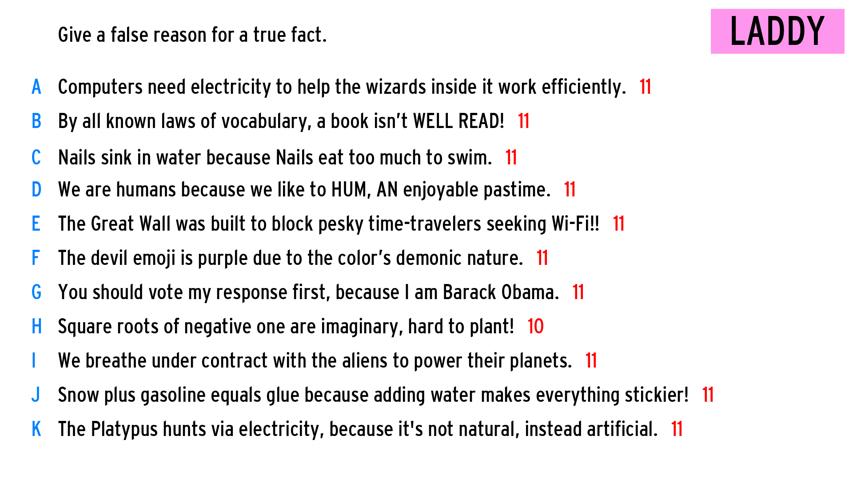 Give a false reason for a true fact.
LADDY
A Computers need electricity to help the wizards inside it work efficiently. 11
B By all known laws of vocabulary, a book isn't WELL READ! 11
C Nails sink in water because Nails eat too much to swim. 11
D We are humans because we like to HUM, AN enjoyable pastime. 11
E The Great Wall was built to block pesky time-travelers seeking Wi-Fi!! 11
F The devil emoji is purple due to the color's demonic nature. 11
G You should vote my response first, because I am Barack Obama. 11
H Square roots of negative one are imaginary, hard to plant! 10
I We breathe under contract with the aliens to power their planets. 11
J Snow plus gasoline equals glue because adding water makes everything stickier! 11
K The Platypus hunts via electricity, because it's not natural, instead artificial. 11